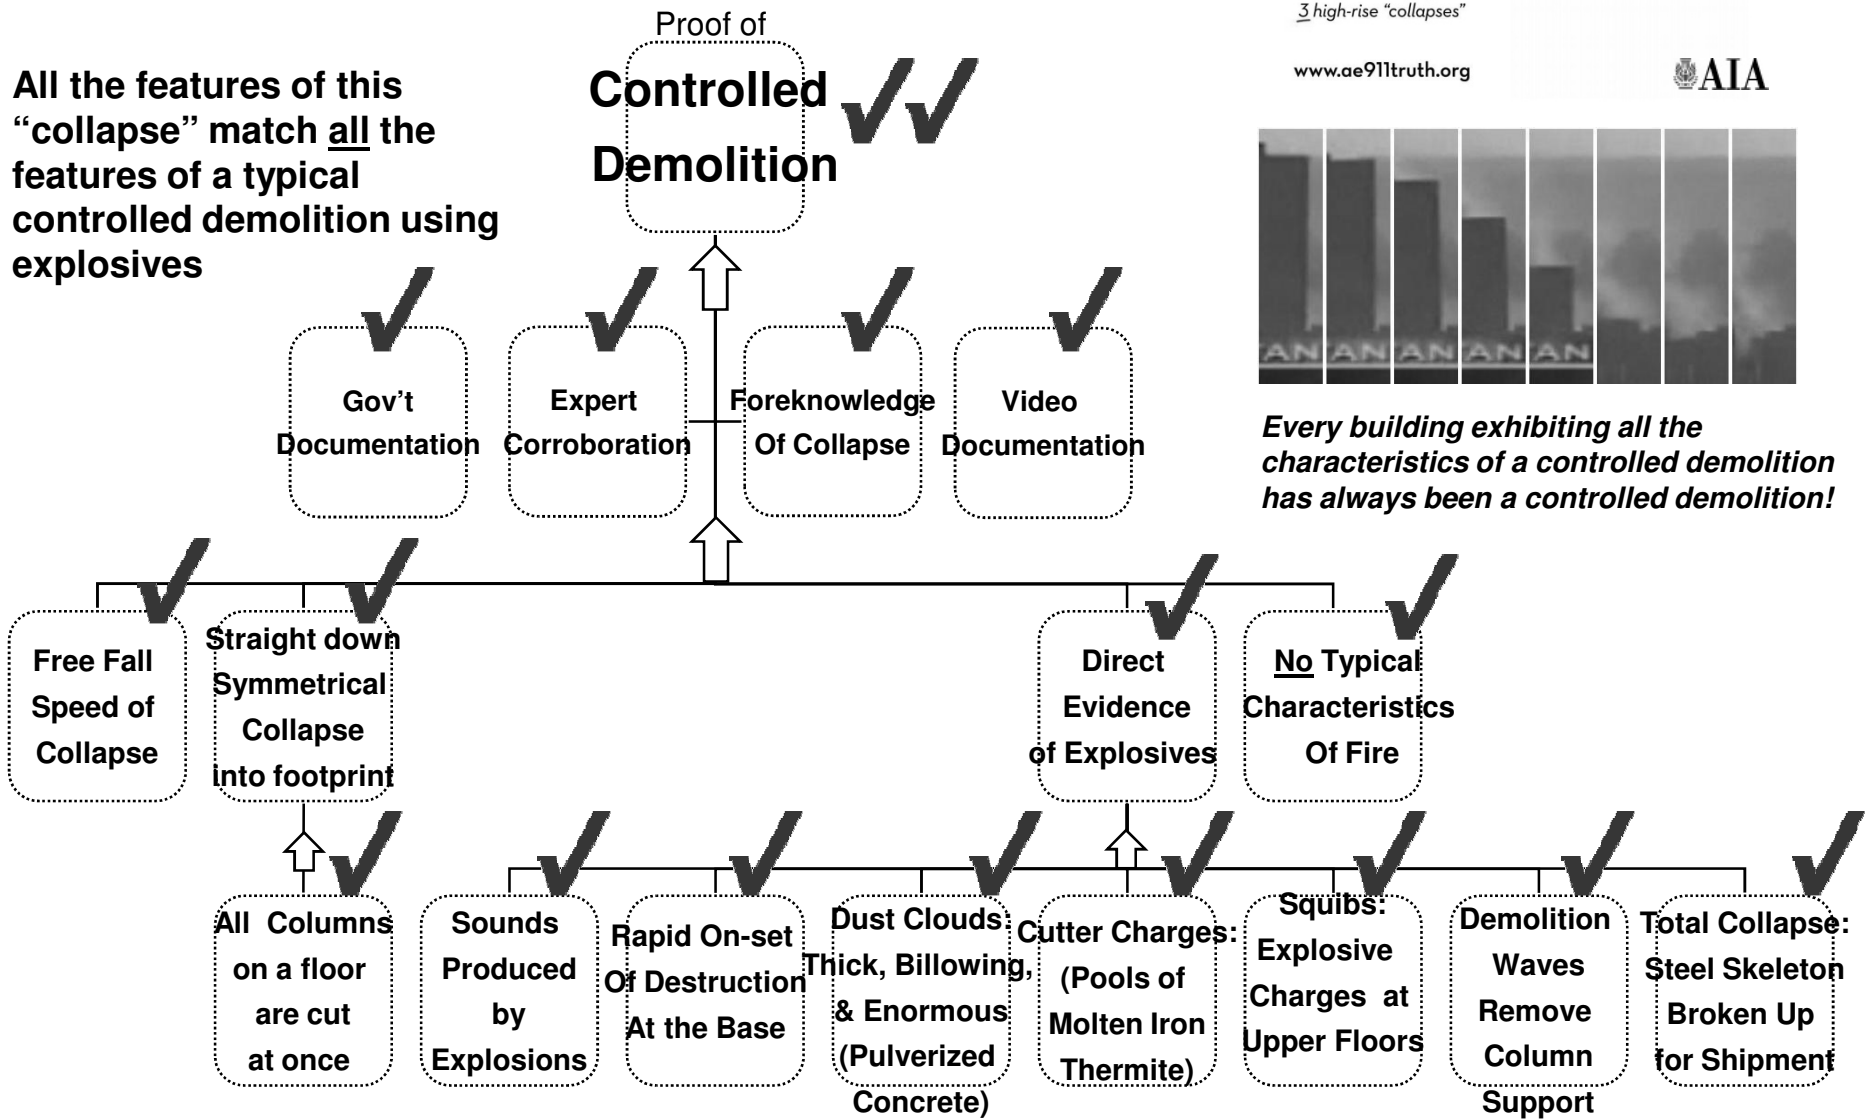 Proof of
Controlled
Demolition
All the features of this
“collapse” match all the
features of a typical
controlled demolition using
explosives
3 high-rise “collapses”
www.ae911truth.org
AIA
AN
AN
AN
AN
AN
Every building exhibiting all the
characteristics of a controlled demolition
has always been a controlled demolition!
Gov't
Documentation
Expert
Corroboration
Foreknowledge
Of Collapse
Video
Documentation
Free Fall
Speed of
Collapse
Straight down
Symmetrical
Collapse
into footprint
Direct
Evidence
of Explosives
No Typical
Characteristics
Of Fire
All Columns
on a floor
are cut
at once
Sounds
Produced
by
Explosions
Rapid On-set
Of Destruction
At the Base
Dust Clouds:
Thick, Billowing,
& Enormous
(Pulverized
Concrete)
Cutter Charges:
(Pools of
Molten Iron
Thermite)
Squibs:
Explosive
Charges at
Upper Floors
Demolition
Waves
Remove
Column
Support
Total Collapse:
Steel Skeleton
Broken Up
for Shipment